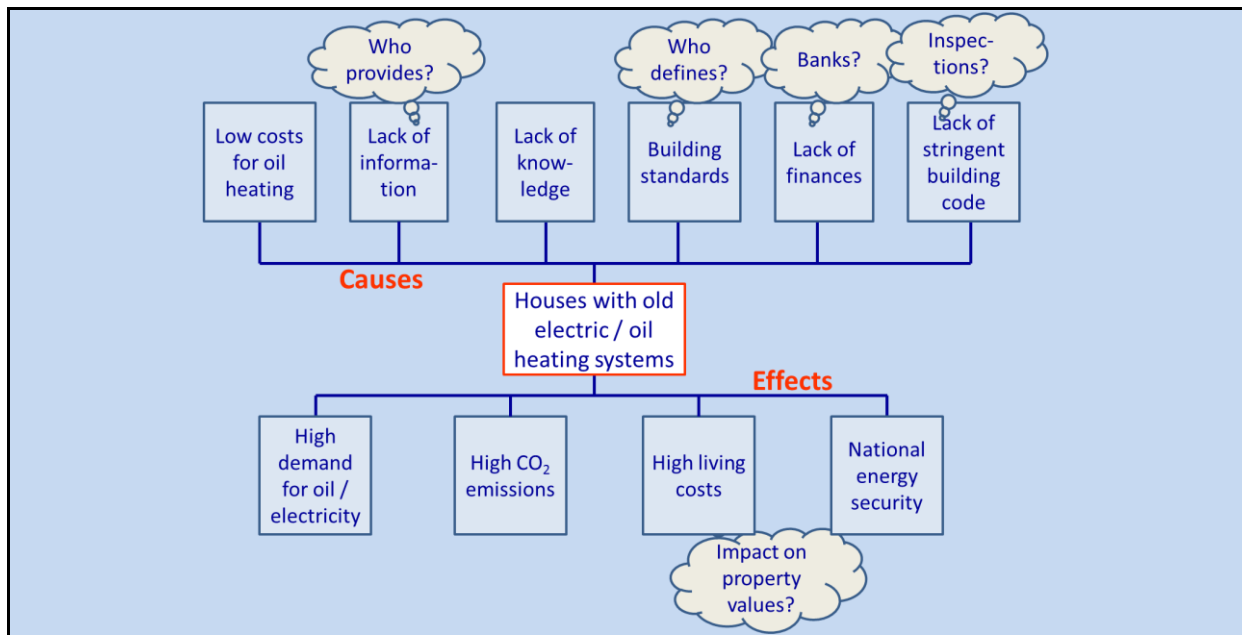 Who
provides?
Who
defines?
Banks?
Inspec-
tions?
Low costs
for oil
heating
Lack of
informa-
tion
Lack of
know-
ledge
Building
standards
Lack of
finances
Lack of
stringent
building
code
Causes
Houses with old
electric / oil
heating systems
Effects
High
demand
for oil /
electricity
High CO₂
emissions
High living
costs
National
energy
security
Impact on
property
values?